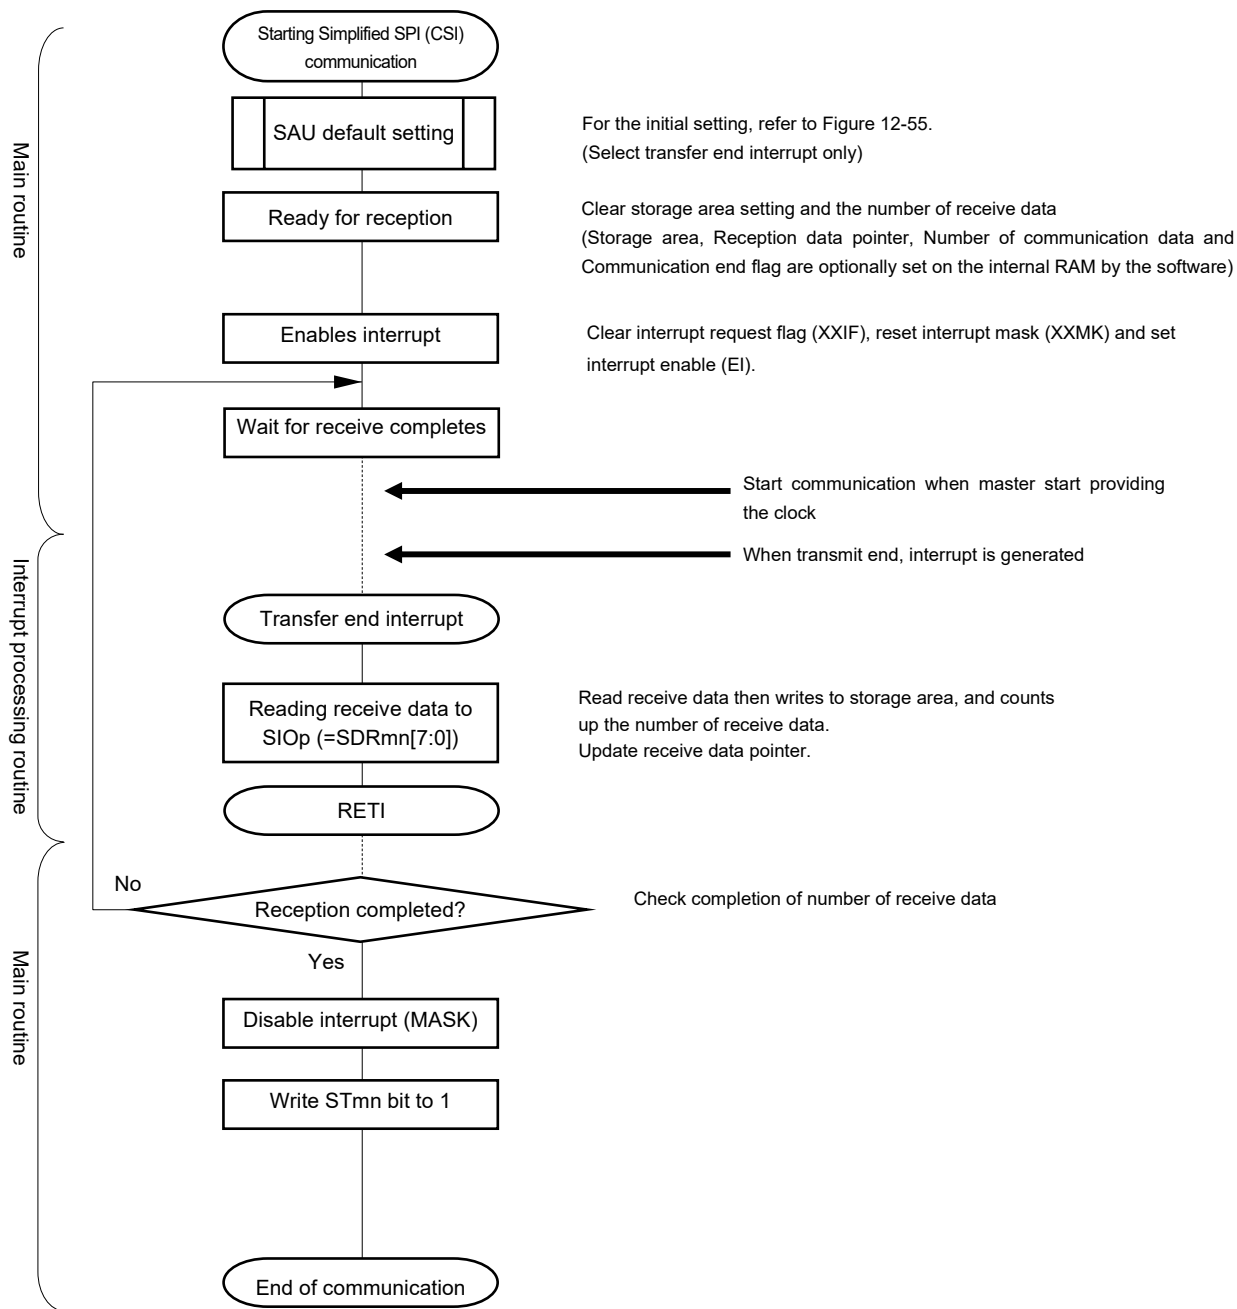 Starting Simplified SPI (CSI)
communication
SAU default setting
For the initial setting, refer to Figure 12-55.
(Select transfer end interrupt only)
Main routine
Ready for reception
Clear storage area setting and the number of receive data
(Storage area, Reception data pointer, Number of communication data and
Communication end flag are optionally set on the internal RAM by the software)
Enables interrupt
Clear interrupt request flag (XXIF), reset interrupt mask (XXMK) and set
interrupt enable (EI).
Wait for receive completes
Start communication when master start providing
the clock
When transmit end, interrupt is generated
Interrupt processing routine
Transfer end interrupt
Reading receive data to
SIOp (=SDRmn[7:0])
Read receive data then writes to storage area, and counts
up the number of receive data.
Update receive data pointer.
RETI
No
Reception completed?
Check completion of number of receive data
Yes
Main routine
Disable interrupt (MASK)
Write STmn bit to 1
End of communication